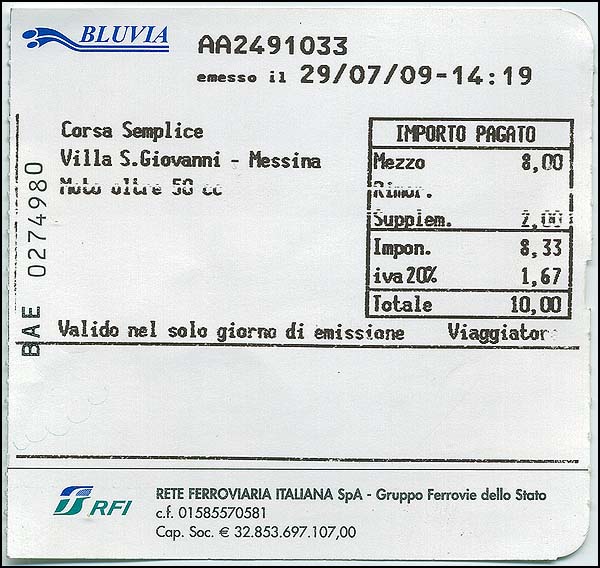 BLUVIA
AA2491033
emesso il 29/07/09-14:19
Corsa Semplice
Villa S.Giovanni - Messina
Moto oltre 50 cc
IMPORTO PAGATO
Mezzo 8,00
Rimor.
Supplem. 2,00
Impon. 8,33
iva20% 1,67
Totale 10,00
Valido nel solo giorno di emissione Viaggiator
BAE 0274980
RFI
RETE FERROVIARIA ITALIANA SpA - Gruppo Ferrovie dello Stato
c.f. 01585570581
Cap. Soc. € 32.853.697.107,00